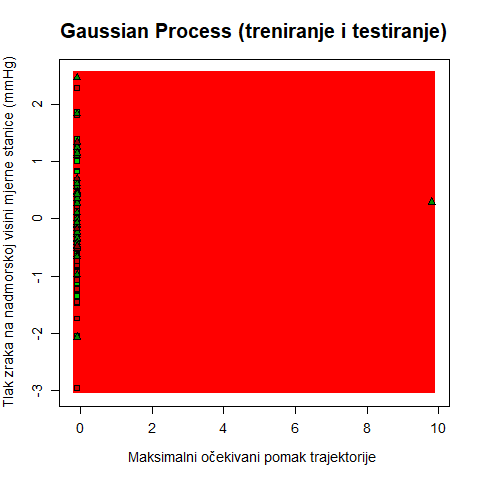 Gaussian Process (treniranje i testiranje)
Tlak zraka na nadmorskoj visini mjerne stanice (mmHg)
2
1
0
-1
-2
-3
0 2 4 6 8 10
Maksimalni očekivani pomak trajektorije